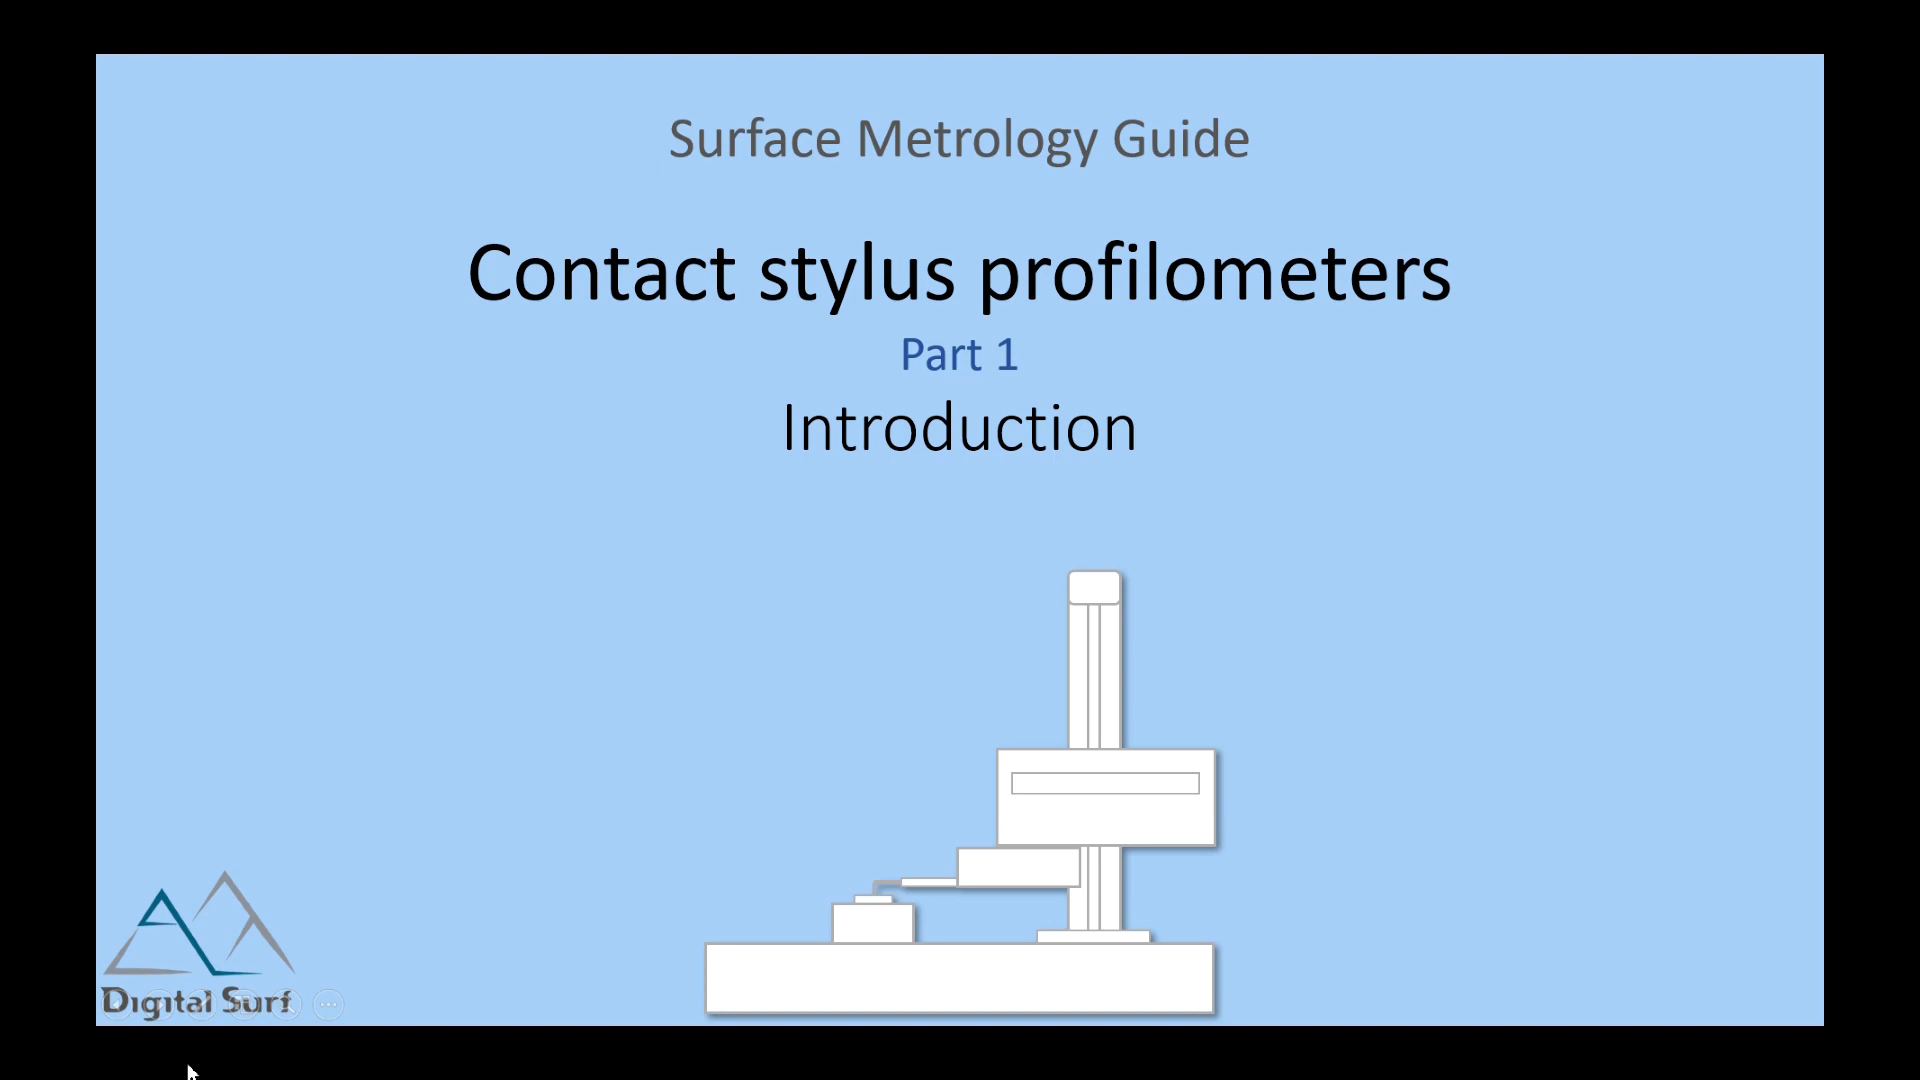 Surface Metrology Guide
Contact stylus profilometers
Part 1
Introduction
Digital Surf